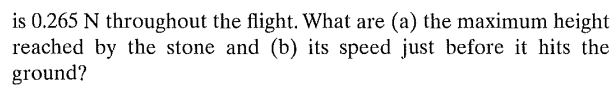 is 0.265 N throughout the flight. What are (a) the maximum height
reached by the stone and (b) its speed just before it hits the
ground?